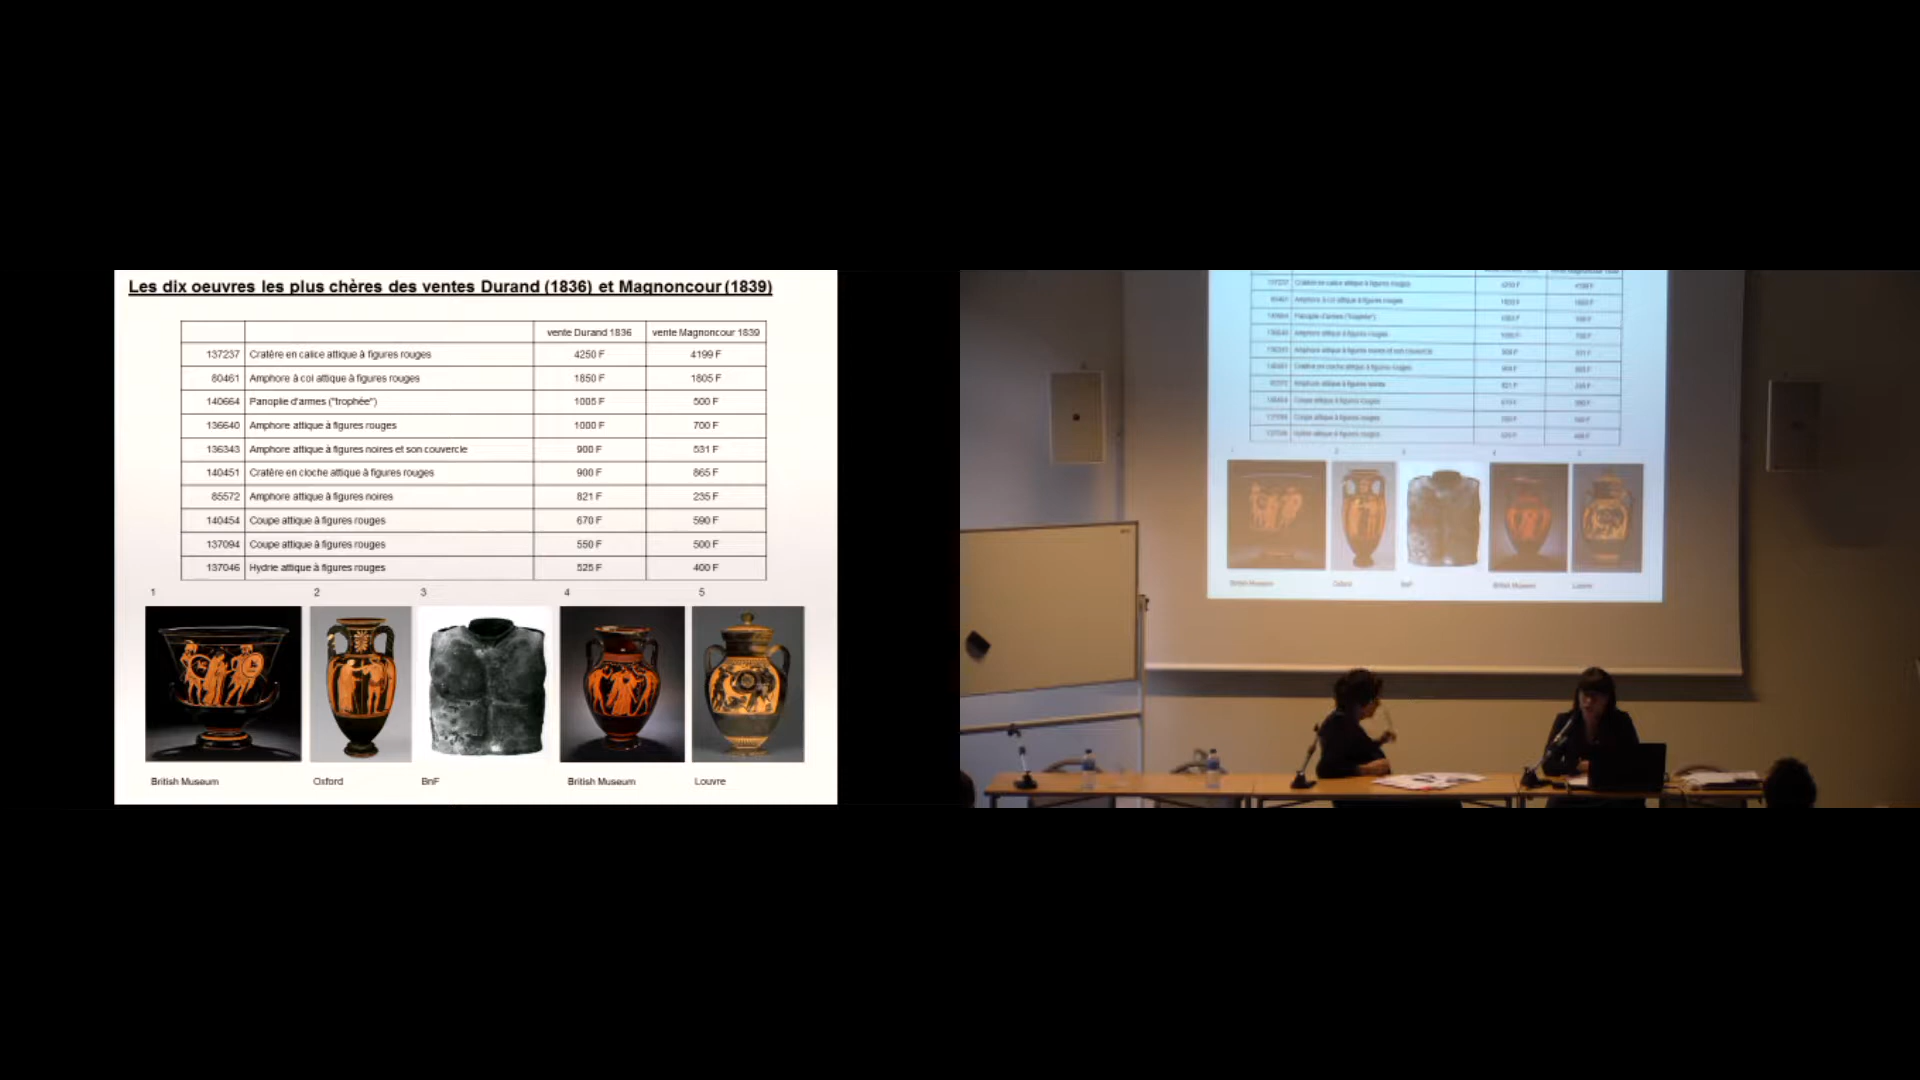 Les dix oeuvres les plus chères des ventes Durand (1836) et Magnoncour (1839)
vente Durand 1836 vente Magnoncour 1839
137237 Cratère en calice attique à figures rouges 4250 F 4199 F
80461 Amphore à col attique à figures rouges 1850 F 1805 F
140664 Panoplie d'armes ("trophée") 1005 F 500 F
136640 Amphore attique à figures rouges 1000 F 700 F
136343 Amphore attique à figures noires et son couvercle 900 F 531 F
140451 Cratère en cloche attique à figures rouges 900 F 865 F
85572 Amphore attique à figures noires 821 F 235 F
140454 Coupe attique à figures rouges 670 F 590 F
137094 Coupe attique à figures rouges 550 F 500 F
137046 Hydrie attique à figures rouges 525 F 400 F
1 2 3 4 5
British Museum Oxford BnF British Museum Louvre